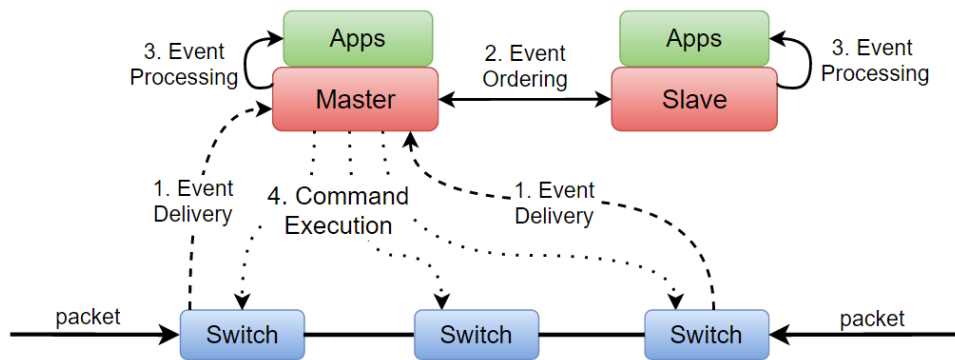 Apps
Apps
3. Event
Processing
2. Event
Ordering
3. Event
Processing
Master
Slave
1. Event
Delivery
4. Command
Execution
1. Event
Delivery
packet
Switch
Switch
Switch
packet